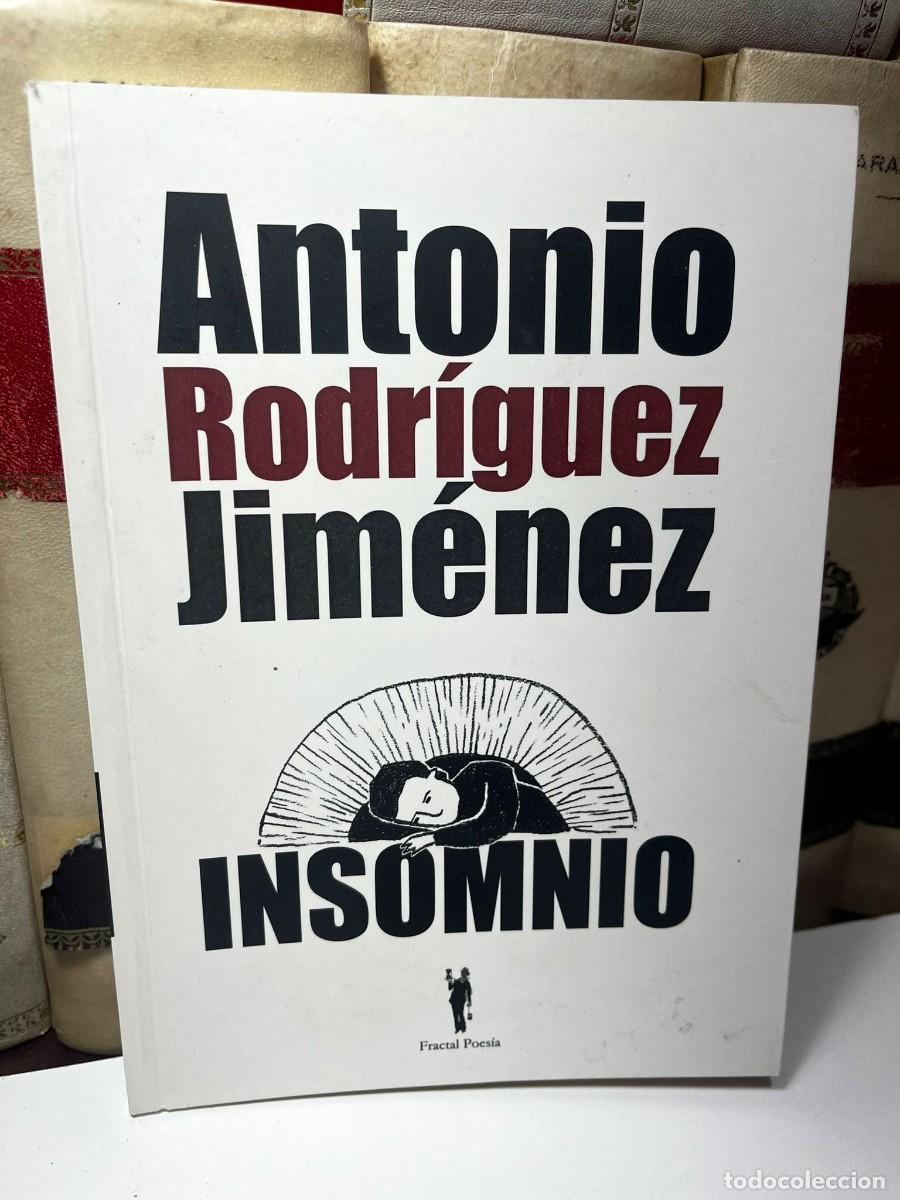 Antonio
Rodríguez
Jiménez
INSOMNIO
Fractal Poesía
todocoleccion